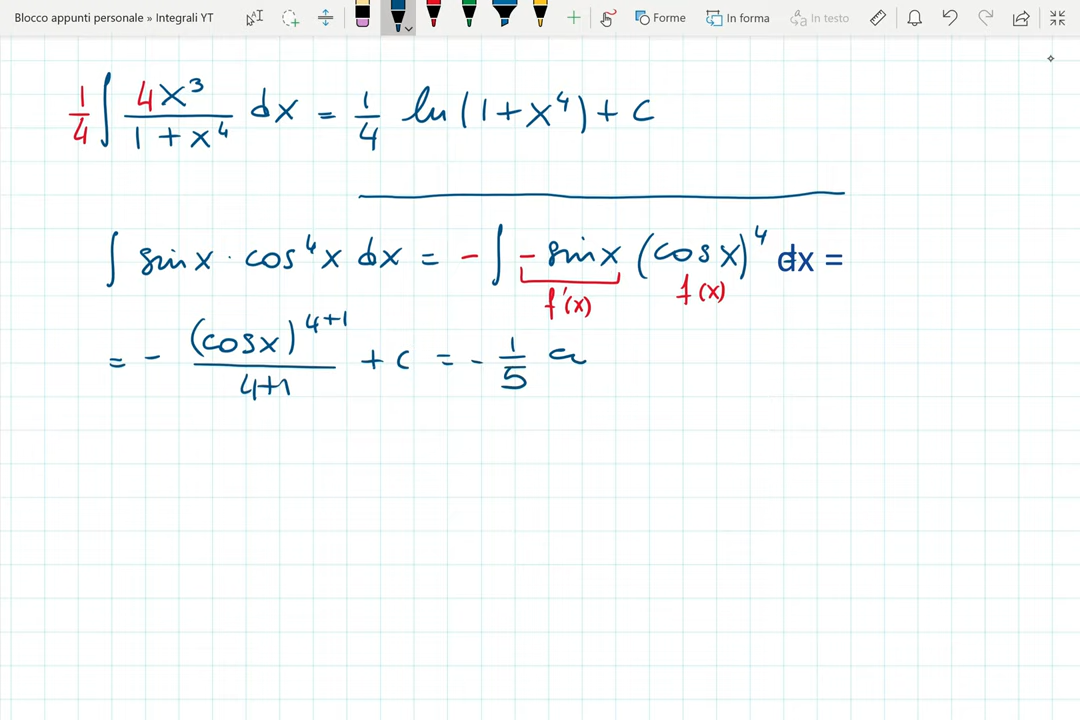 Blocco appunti personale » Integrali YT Forme In forma In testo
1/4 ∫ 4x³/(1 + x⁴) dx = 1/4 ln(1 + x⁴) + c
∫ sin x · cos⁴x dx = - ∫ - sin x (cos x)⁴ dx =
f'(x) f(x)
= - (cos x)⁴⁺¹/(4+1) + c = - 1/5 c